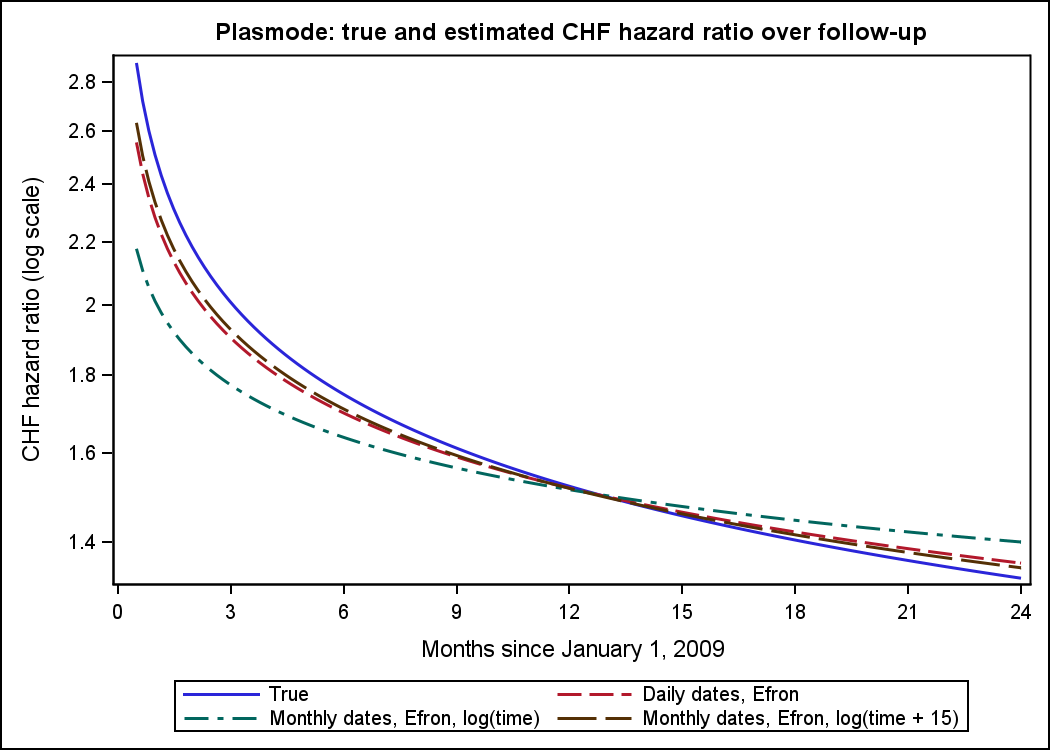 Plasmode: true and estimated CHF hazard ratio over follow-up
CHF hazard ratio (log scale)
2.8
2.6
2.4
2.2
2
1.8
1.6
1.4
0 3 6 9 12 15 18 21 24
Months since January 1, 2009
True
Daily dates, Efron
Monthly dates, Efron, log(time)
Monthly dates, Efron, log(time + 15)